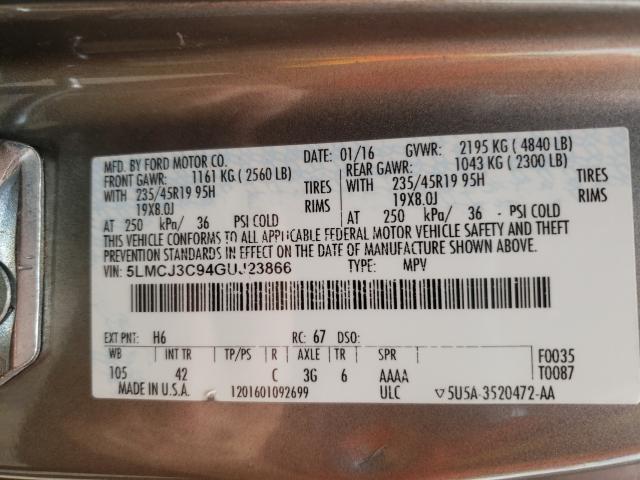 MFD. BY FORD MOTOR CO. DATE: 01/16 GVWR: 2195 KG ( 4840 LB)
FRONT GAWR: 1161 KG ( 2560 LB) REAR GAWR: 1043 KG ( 2300 LB)
WITH 235/45R19 95H TIRES WITH 235/45R19 95H TIRES
19X8.0J RIMS 19X8.0J RIMS
AT 250 kPa/ 36 PSI COLD AT 250 kPa/ 36 - PSI COLD
THIS VEHICLE CONFORMS TO ALL APPLICABLE FEDERAL MOTOR VEHICLE SAFETY AND THEFT
PREVENTION STANDARDS IN EFFECT ON THE DATE OF MANUFACTURE SHOWN ABOVE.
VIN: 5LMCJ3C94GUJ23866 TYPE: MPV
EXT PNT: H6 RC: 67 DSO:
WB INT TR TP/PS R AXLE TR SPR F0035
105 42 C 3G 6 AAAA T0087
MADE IN U.S.A. 1201601092699 ULC ▽5U5A-3520472-AA